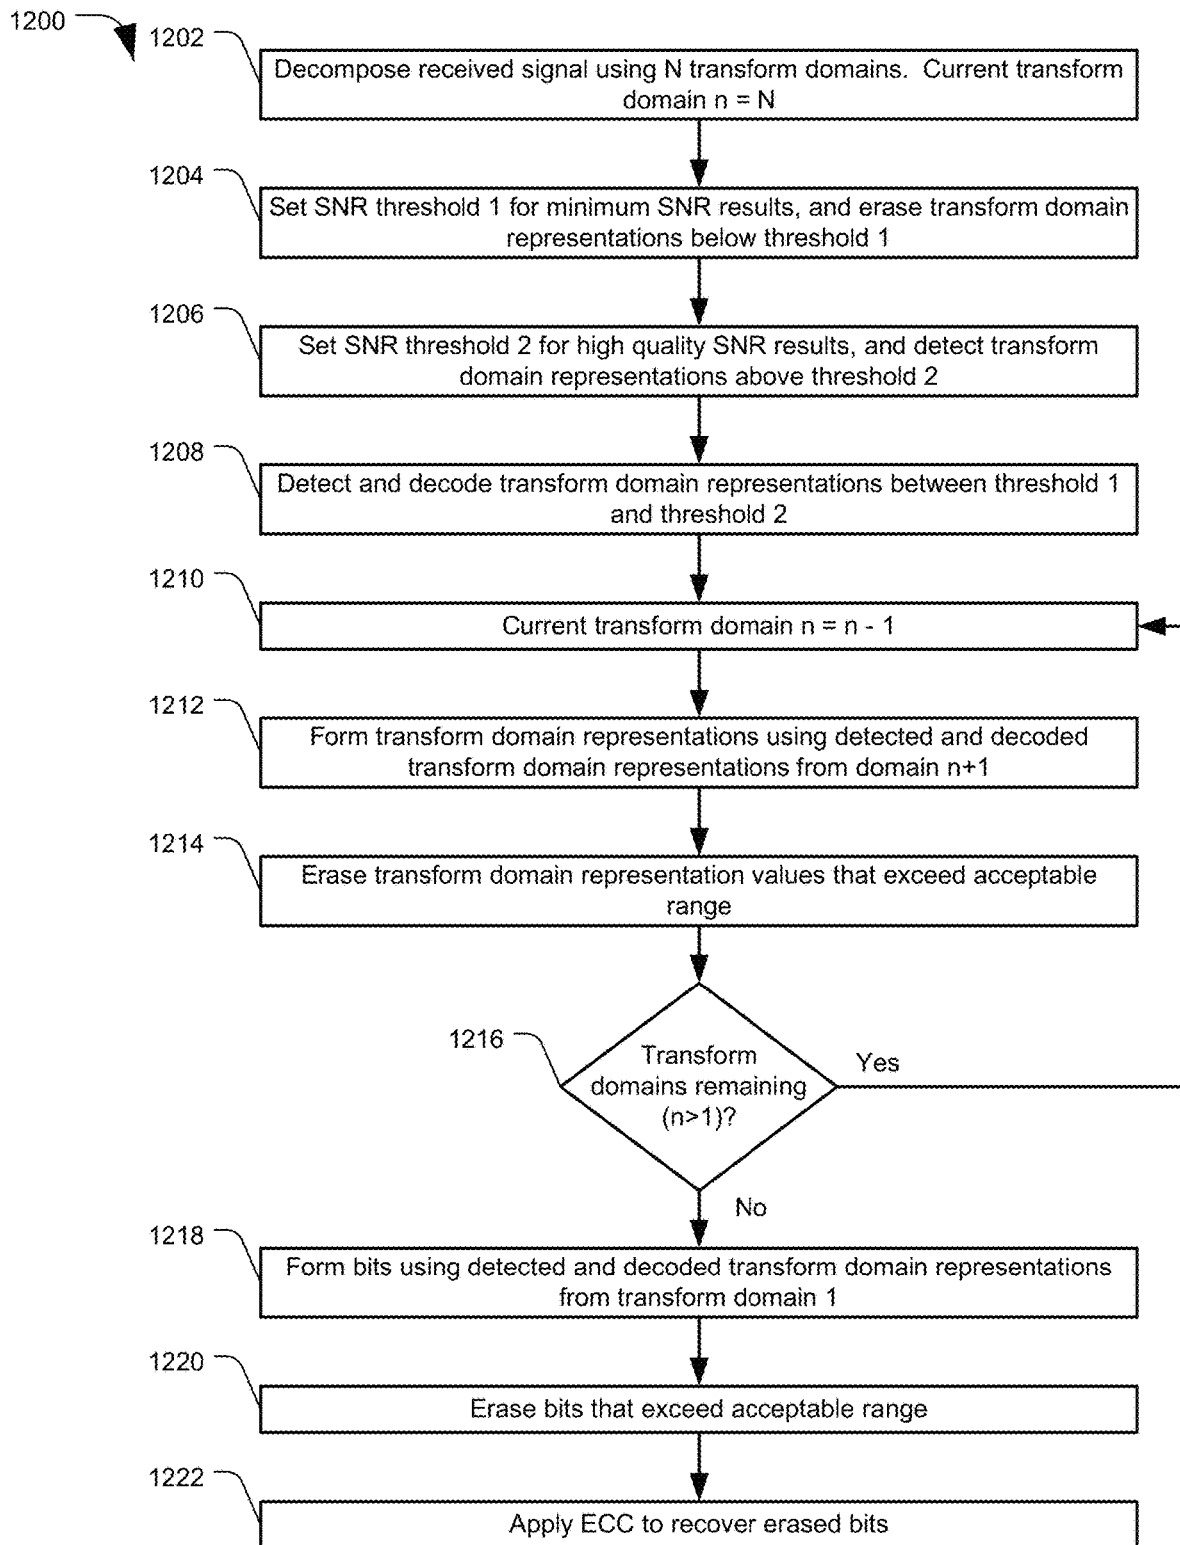 1200
1202
Decompose received signal using N transform domains. Current transform
domain n = N
1204
Set SNR threshold 1 for minimum SNR results, and erase transform domain
representations below threshold 1
1206
Set SNR threshold 2 for high quality SNR results, and detect transform
domain representations above threshold 2
1208
Detect and decode transform domain representations between threshold 1
and threshold 2
1210
Current transform domain n = n - 1
1212
Form transform domain representations using detected and decoded
transform domain representations from domain n+1
1214
Erase transform domain representation values that exceed acceptable
range
1216
Transform
domains remaining
(n>1)?
Yes
No
1218
Form bits using detected and decoded transform domain representations
from transform domain 1
1220
Erase bits that exceed acceptable range
1222
Apply ECC to recover erased bits